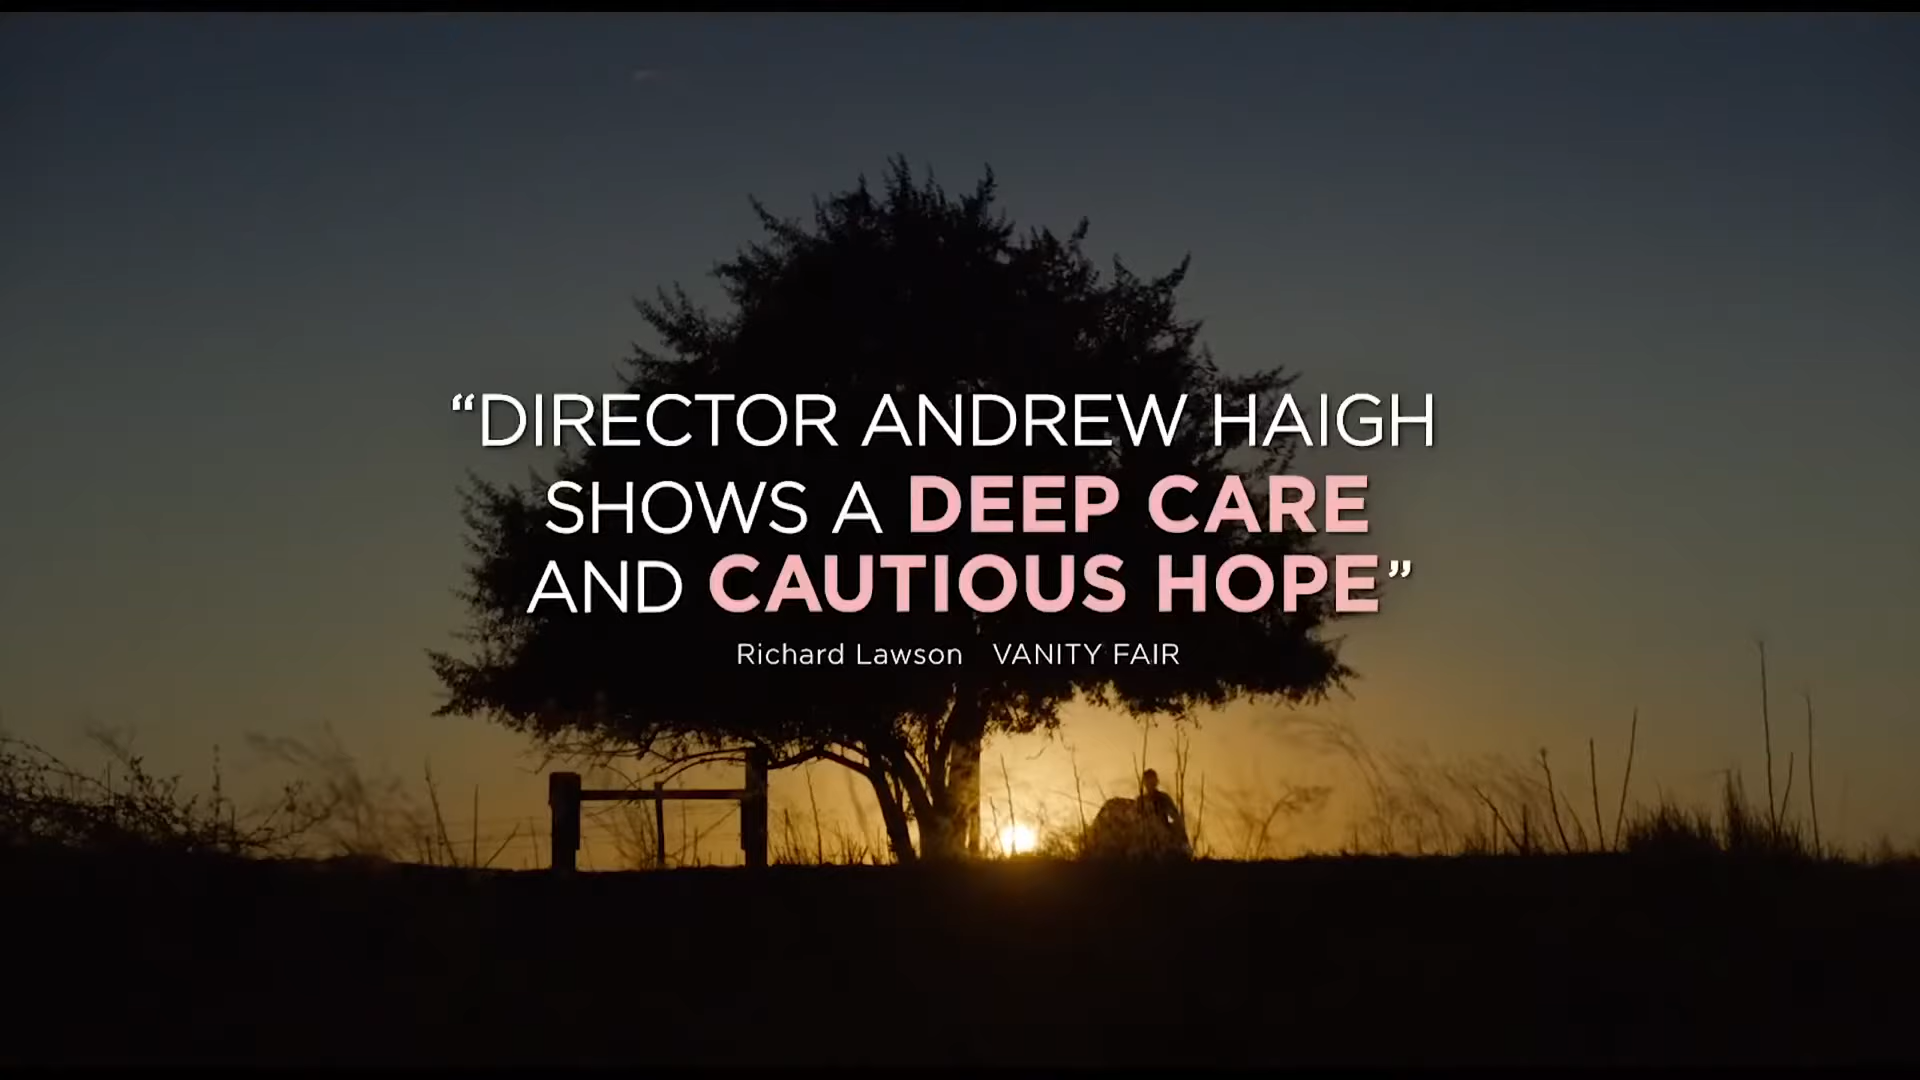 “DIRECTOR ANDREW HAIGH
SHOWS A DEEP CARE
AND CAUTIOUS HOPE”
Richard Lawson VANITY FAIR